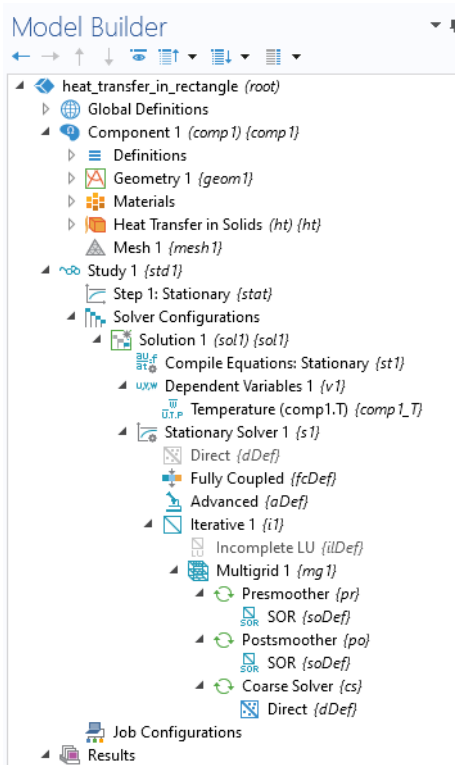 Model Builder
heat_transfer_in_rectangle (root)
Global Definitions
Component 1 (comp1) {comp1}
Definitions
Geometry 1 {geom1}
Materials
Heat Transfer in Solids (ht) {ht}
Mesh 1 {mesh1}
Study 1 {std1}
Step 1: Stationary {stat}
Solver Configurations
Solution 1 (sol1) {sol1}
Compile Equations: Stationary {st1}
u,v,w Dependent Variables 1 {v1}
Temperature (comp1.T) {comp1_T}
Stationary Solver 1 {s1}
Direct {dDef}
Fully Coupled {fcDef}
Advanced {aDef}
Iterative 1 {i1}
LU Incomplete LU {ilDef}
Multigrid 1 {mg1}
Presmoother {pr}
SOR SOR {soDef}
Postsmoother {po}
SOR SOR {soDef}
Coarse Solver {cs}
Direct {dDef}
Job Configurations
Results